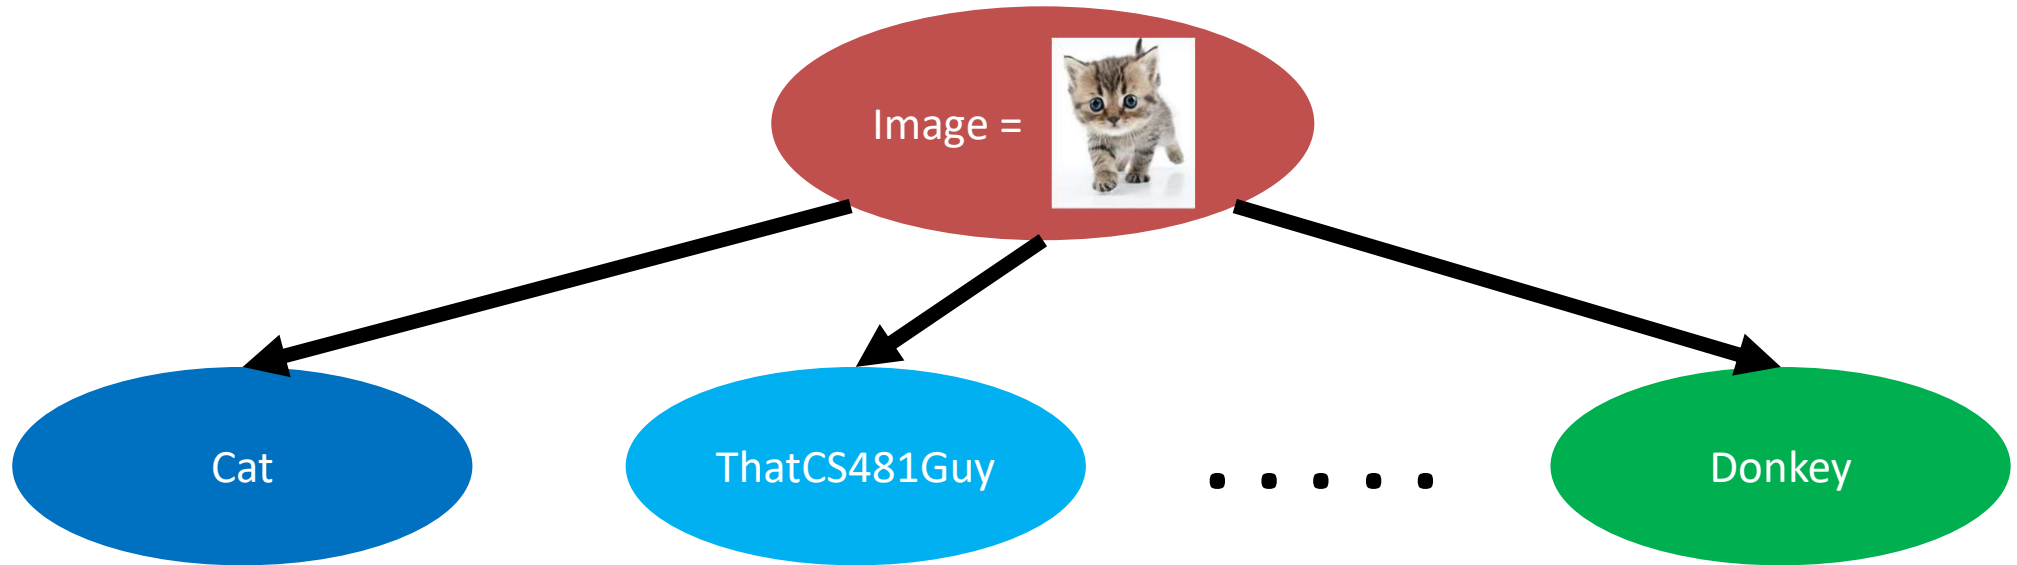 Image =
Cat
ThatCS481Guy
. . . . .
Donkey